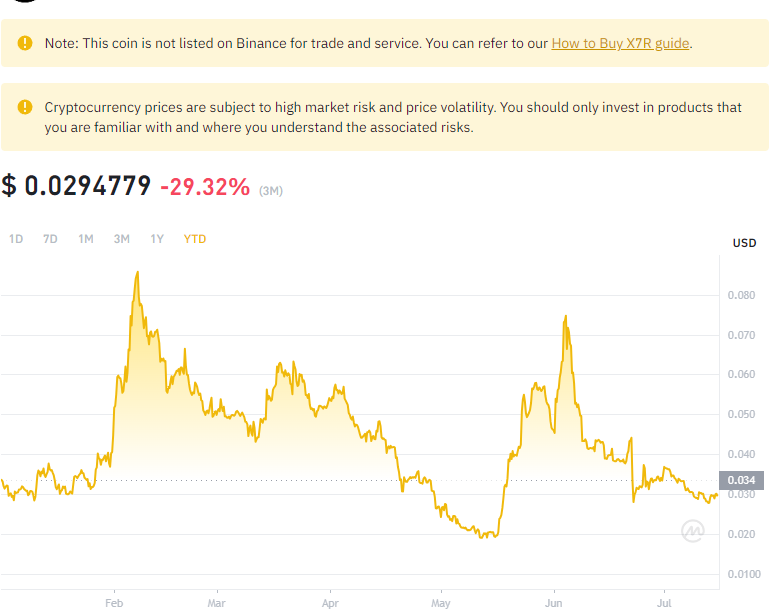 Note: This coin is not listed on Binance for trade and service. You can refer to our How to Buy X7R guide.
Cryptocurrency prices are subject to high market risk and price volatility. You should only invest in products that
you are familiar with and where you understand the associated risks.
$ 0.0294779 -29.32% (3M)
1D 7D 1M 3M 1Y YTD
USD
0.080
0.070
0.060
0.050
0.040
0.034
0.030
0.020
0.0100
Feb Mar Apr May Jun Jul